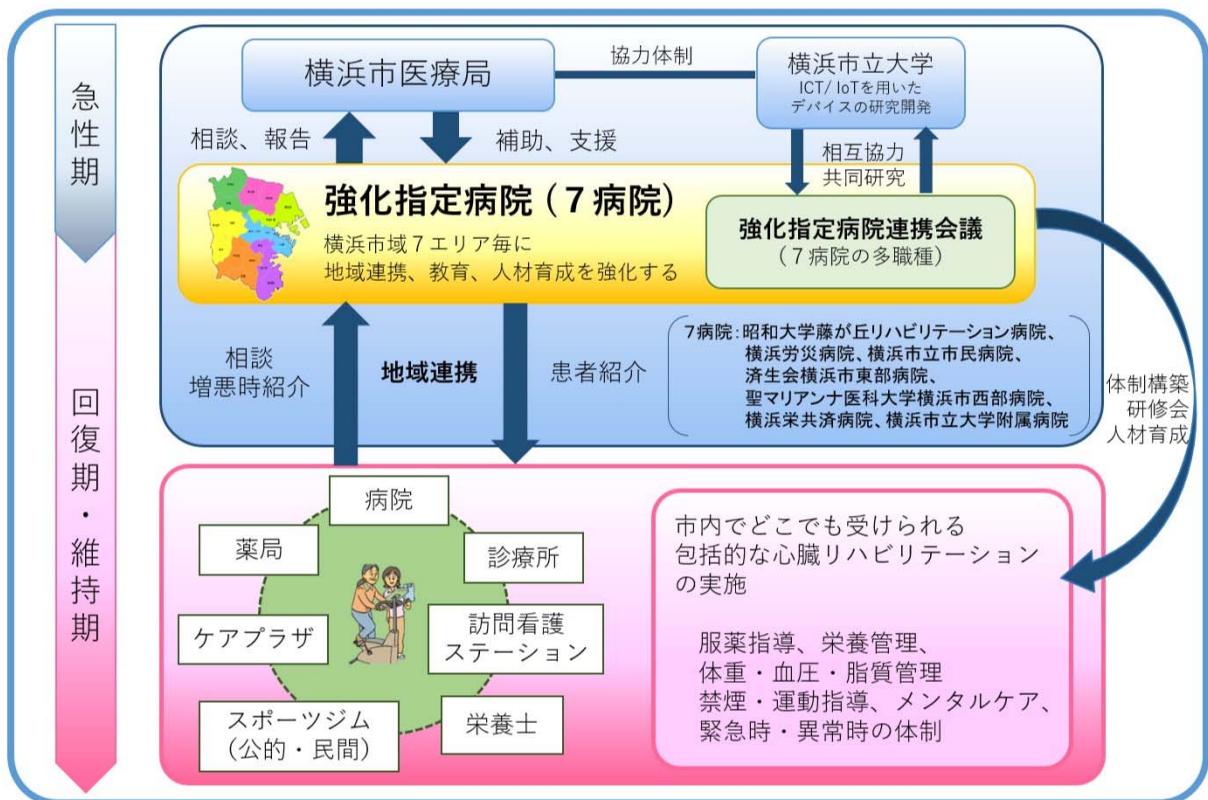 急性期
回復期・維持期
横浜市医療局
協力体制
横浜市立大学
ICT/ IoTを用いた
デバイスの研究開発
相談、報告
補助、支援
相互協力
共同研究
強化指定病院(7病院)
横浜市域7エリア毎に
地域連携、教育、人材育成を強化する
強化指定病院連携会議
(7病院の多職種)
相談
増悪時紹介
地域連携
患者紹介
7病院:昭和大学藤が丘リハビリテーション病院、
横浜労災病院、横浜市立市民病院、
済生会横浜市東部病院、
聖マリアンナ医科大学横浜市西部病院、
横浜栄共済病院、横浜市立大学附属病院
体制構築
研修会
人材育成
病院
薬局
診療所
ケアプラザ
訪問看護
ステーション
スポーツジム
(公的・民間)
栄養士
市内でどこでも受けられる
包括的な心臓リハビリテーション
の実施
服薬指導、栄養管理、
体重・血圧・脂質管理
禁煙・運動指導、メンタルケア、
緊急時・異常時の体制